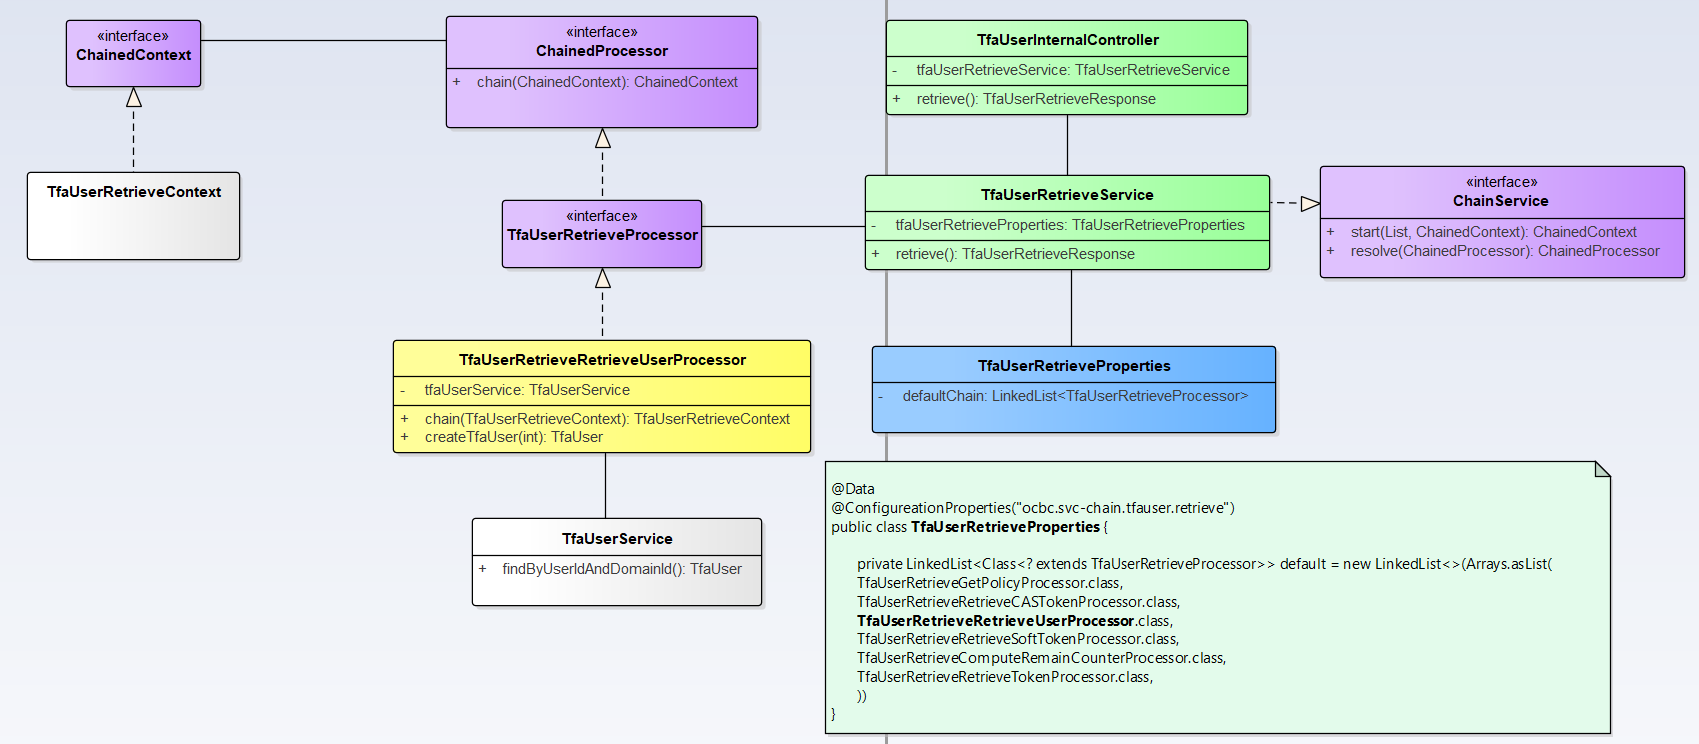 «interface»
ChainedContext
«interface»
ChainedProcessor
+ chain(ChainedContext): ChainedContext
TfaUserInternalController
- tfaUserRetrieveService: TfaUserRetrieveService
+ retrieve(): TfaUserRetrieveResponse
TfaUserRetrieveContext
«interface»
TfaUserRetrieveProcessor
TfaUserRetrieveService
- tfaUserRetrieveProperties: TfaUserRetrieveProperties
+ retrieve(): TfaUserRetrieveResponse
«interface»
ChainService
+ start(List, ChainedContext): ChainedContext
+ resolve(ChainedProcessor): ChainedProcessor
TfaUserRetrieveRetrieveUserProcessor
- tfaUserService: TfaUserService
+ chain(TfaUserRetrieveContext): TfaUserRetrieveContext
+ createTfaUser(int): TfaUser
TfaUserRetrieveProperties
- defaultChain: LinkedList<TfaUserRetrieveProcessor>
TfaUserService
+ findByUserIdAndDomainId(): TfaUser
@Data
@ConfigureationProperties("ocbc.svc-chain.tfauser.retrieve")
public class TfaUserRetrieveProperties {
private LinkedList<Class<? extends TfaUserRetrieveProcessor>> default = new LinkedList<>(Arrays.asList(
TfaUserRetrieveGetPolicyProcessor.class,
TfaUserRetrieveRetrieveCASTokenProcessor.class,
TfaUserRetrieveRetrieveUserProcessor.class,
TfaUserRetrieveRetrieveSoftTokenProcessor.class,
TfaUserRetrieveComputeRemainCounterProcessor.class,
TfaUserRetrieveRetrieveTokenProcessor.class,
))
}